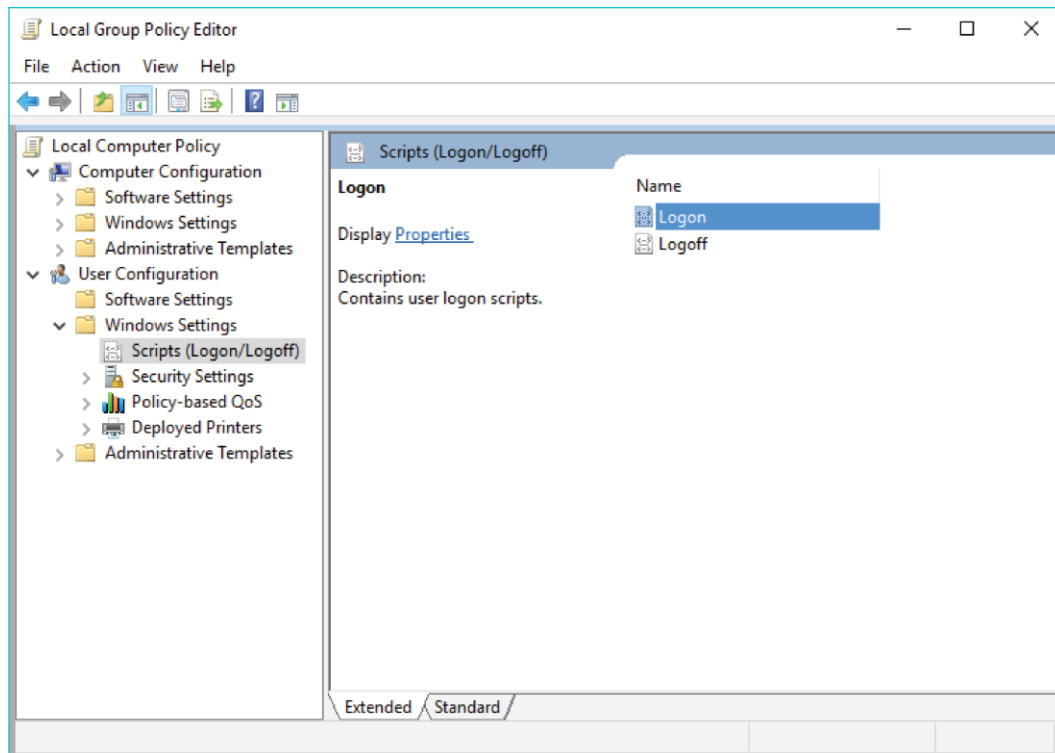 Local Group Policy Editor
File Action View Help
Local Computer Policy
Computer Configuration
Software Settings
Windows Settings
Administrative Templates
User Configuration
Software Settings
Windows Settings
Scripts (Logon/Logoff)
Security Settings
Policy-based QoS
Deployed Printers
Administrative Templates
Scripts (Logon/Logoff)
Logon
Display Properties
Description:
Contains user logon scripts.
Name
Logon
Logoff
Extended Standard